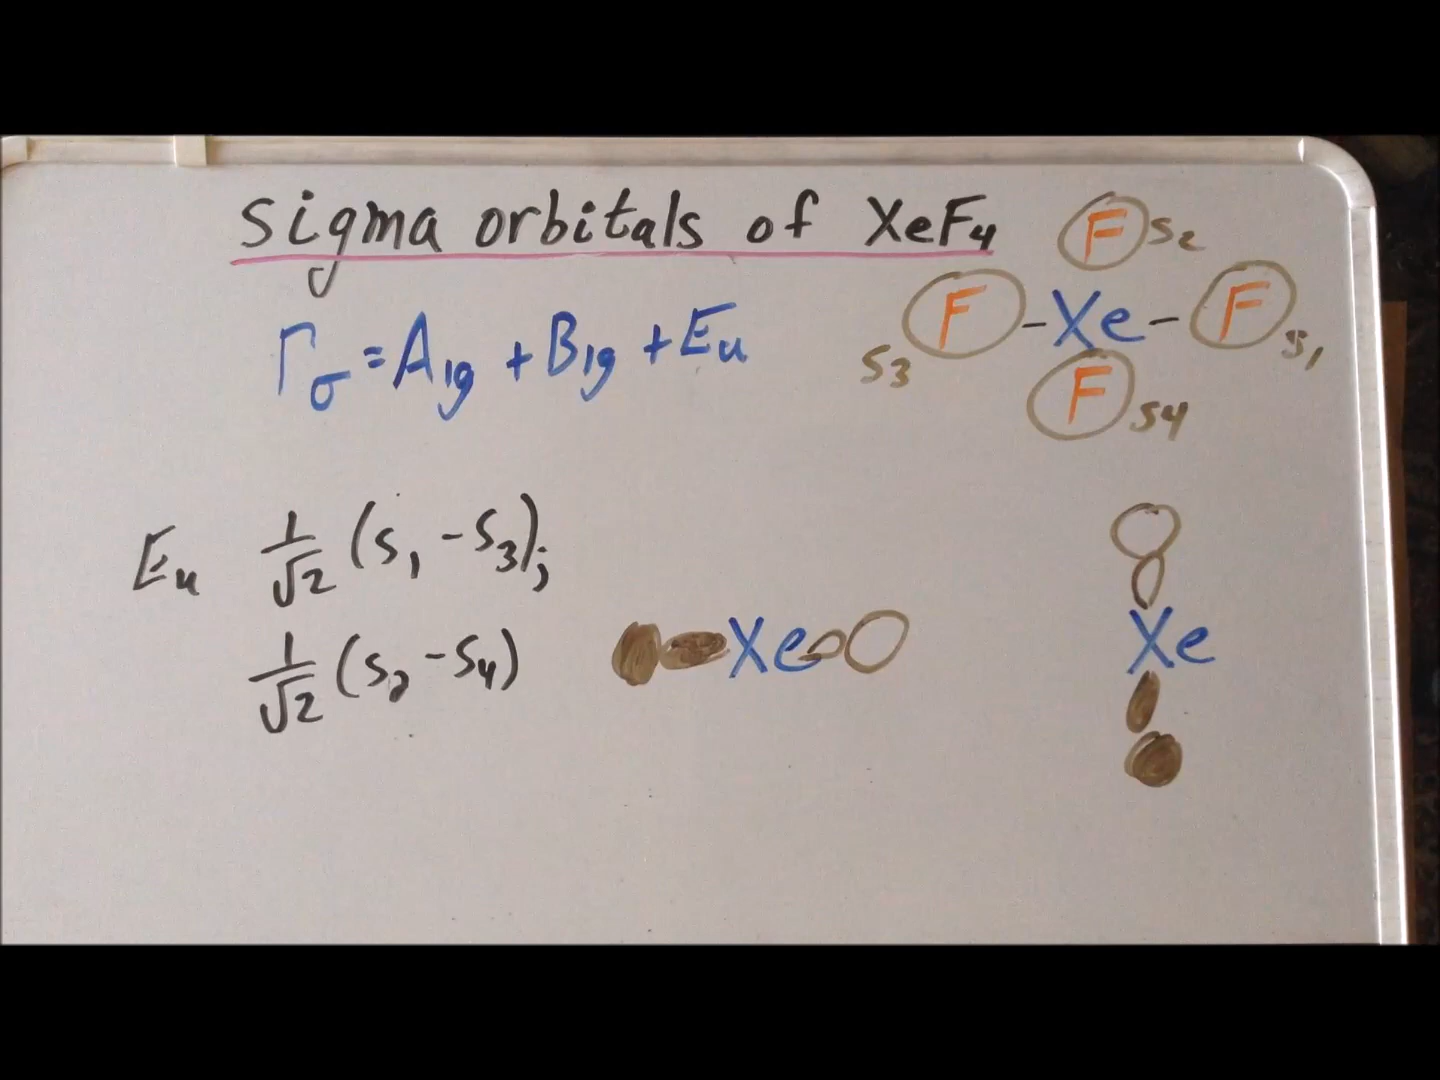 Sigma orbitals of XeF₄
F s₂
Γσ = A₁g + B₁g + Eu
F - Xe - F
s₃ s₁
F s₄
Eu 1/√2 (s₁ - s₃);
1/√2 (s₂ - s₄)
Xe
Xe